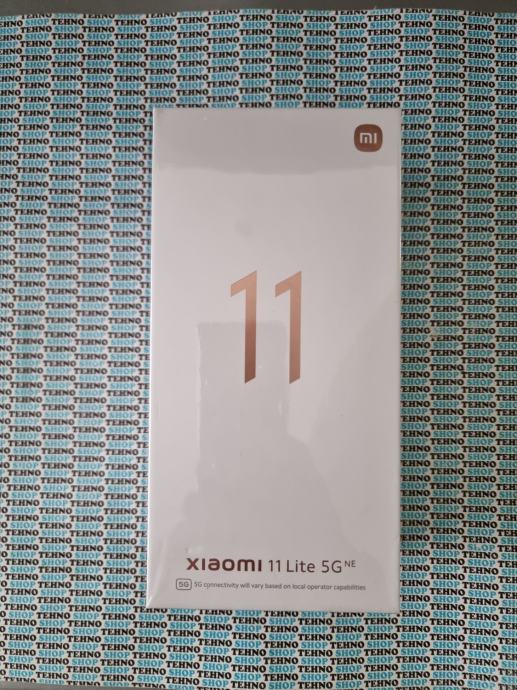 TEHNO SHOP
mi
11
xiaomi 11 Lite 5G NE
5G 5G connectivity will vary based on local operator capabilities